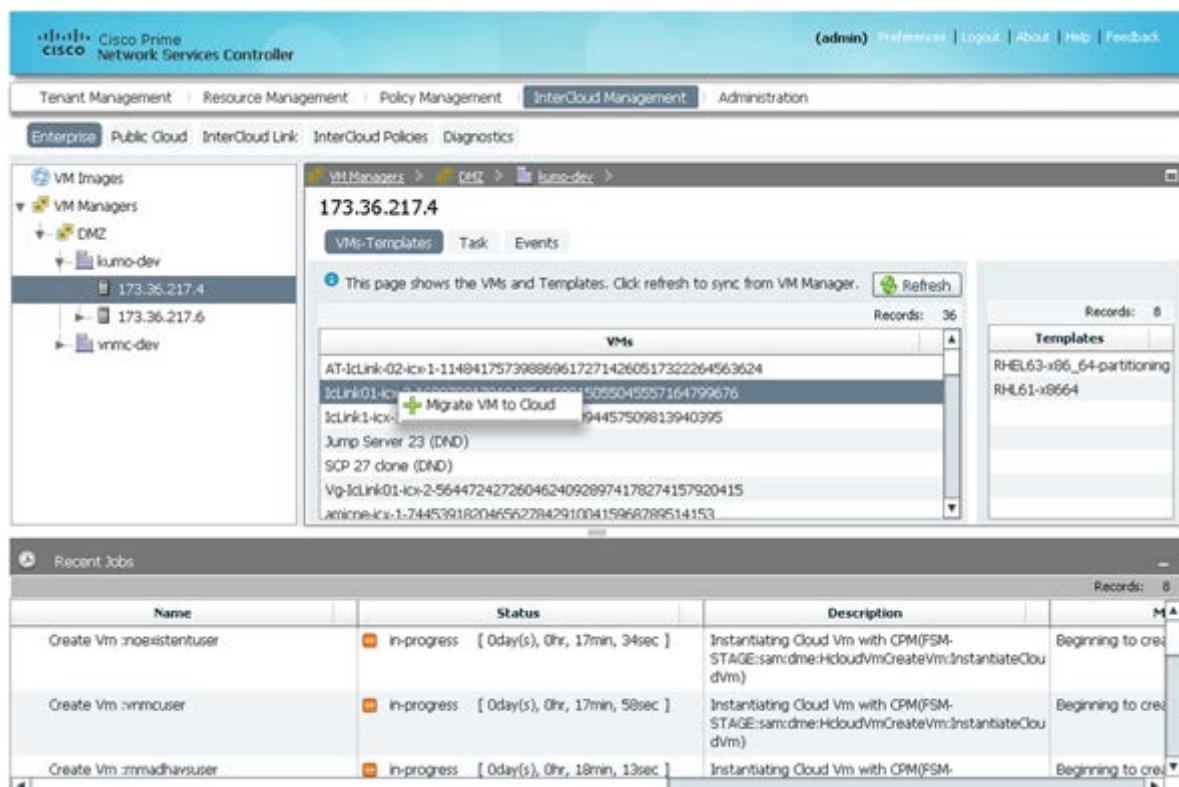 cisco Cisco Prime
Network Services Controller
(admin) Preferences | Logout | About | Help | Feedback
Tenant Management | Resource Management | Policy Management | InterCloud Management | Administration
Enterprise Public Cloud InterCloud Link InterCloud Policies Diagnostics
VM Images
VM Managers
DMZ
kumo-dev
173.36.217.4
173.36.217.6
vnmc-dev
VM Managers > DMZ > kumo-dev >
173.36.217.4
VMs-Templates Task Events
This page shows the VMs and Templates. Click refresh to sync from VM Manager. Refresh
Records: 36
VMs
AT-IcLink-02-icx-1-1148417573988696172714260517322264563624
Migrate VM to Cloud
Jump Server 23 (DND)
SCP 27 clone (DND)
Vg-IcLink01-icx-2-56447242726046240928974178274157920415
amicne-icx-1-74453918204656278429100415968789514153
Records: 8
Templates
RHEL63-x86_64-partitioning
RHL61-x8664
Recent Jobs
Records: 8
Name Status Description
Create Vm :noexistentuser in-progress [ 0day(s), 0hr, 17min, 34sec ] Instantiating Cloud Vm with CPM(FSM-STAGE:sam:dme:HcloudVmCreateVm:InstantiateCloudVm) Beginning to crea
Create Vm :vnmcuser in-progress [ 0day(s), 0hr, 17min, 58sec ] Instantiating Cloud Vm with CPM(FSM-STAGE:sam:dme:HcloudVmCreateVm:InstantiateCloudVm) Beginning to crea
Create Vm :mmadhavsuser in-progress [ 0day(s), 0hr, 18min, 13sec ] Instantiating Cloud Vm with CPM(FSM- Beginning to crea